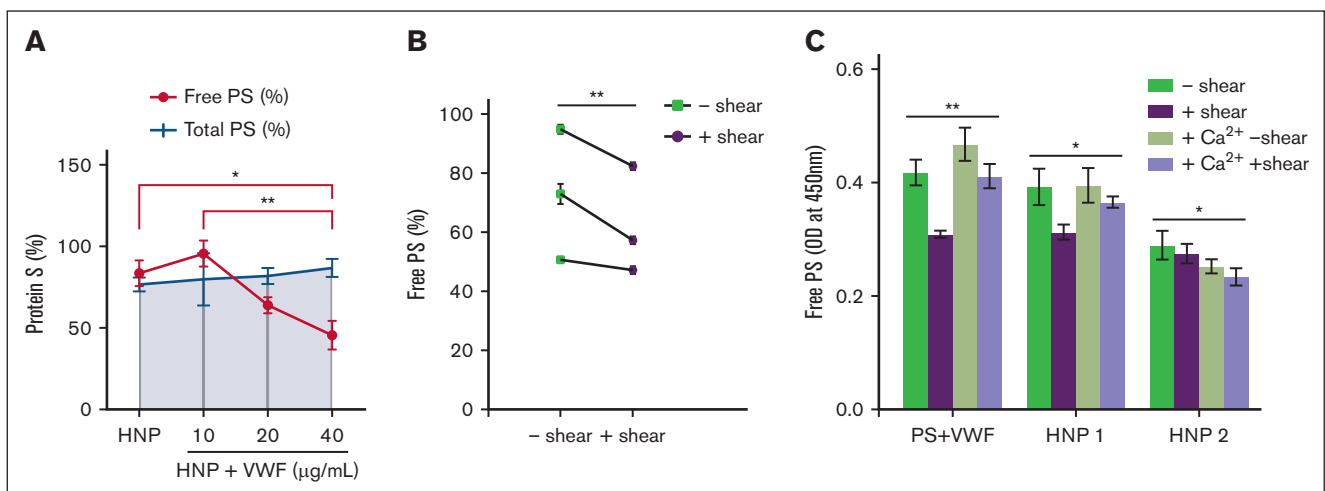 A
Free PS (%)
Total PS (%)
Protein S (%)
150
100
50
0
*
**
HNP 10 20 40
HNP + VWF (μg/mL)
B
**
− shear
+ shear
Free PS (%)
100
80
60
40
20
0
− shear + shear
C
− shear
+ shear
+ Ca²⁺ −shear
+ Ca²⁺ +shear
Free PS (OD at 450nm)
0.6
0.4
0.2
0.0
**
*
*
PS+VWF HNP 1 HNP 2